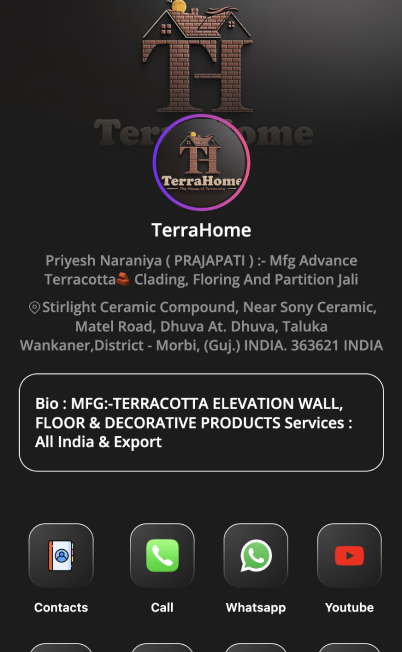 TH
TerraHome
TH
TerraHome
The House of Terracotta
TerraHome
Priyesh Naraniya ( PRAJAPATI ) :- Mfg Advance
Terracotta Clading, Floring And Partition Jali
Stirlight Ceramic Compound, Near Sony Ceramic,
Matel Road, Dhuva At. Dhuva, Taluka
Wankaner,District - Morbi, (Guj.) INDIA. 363621 INDIA
Bio : MFG:-TERRACOTTA ELEVATION WALL,
FLOOR & DECORATIVE PRODUCTS Services :
All India & Export
Contacts Call Whatsapp Youtube